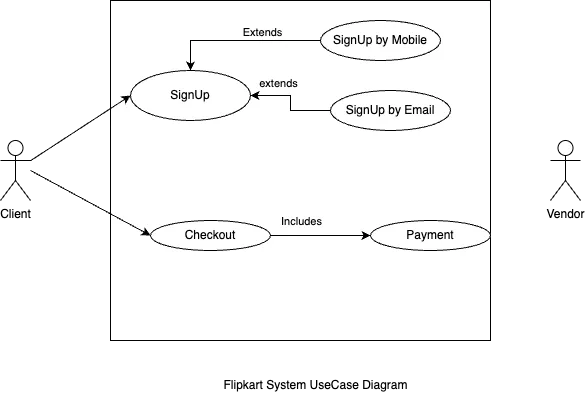 Extends
SignUp by Mobile
SignUp
extends
SignUp by Email
Client
Vendor
Checkout
Includes
Payment
Flipkart System UseCase Diagram